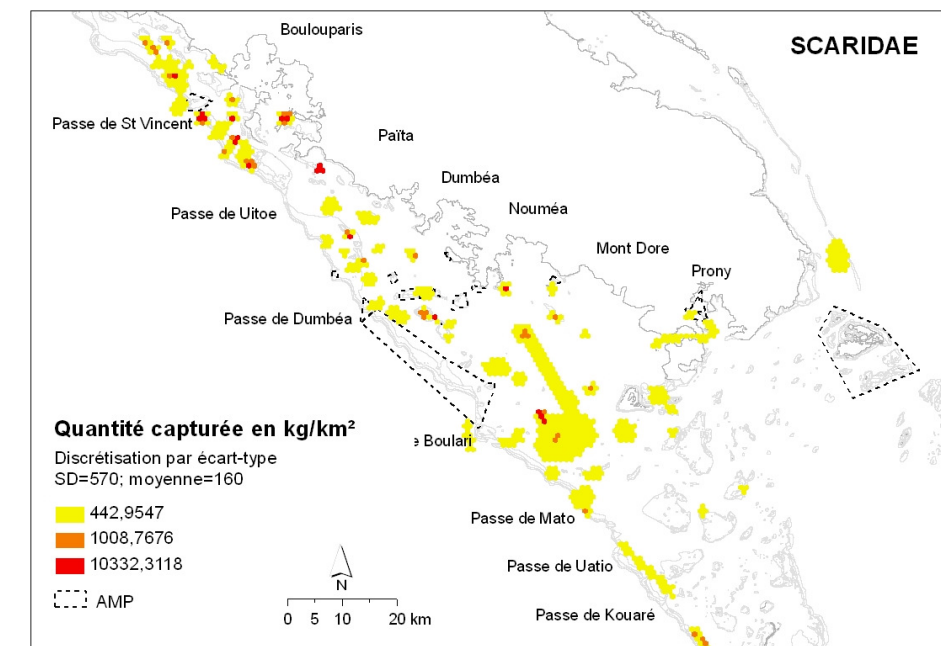 Boulouparis
SCARIDAE
Passe de St Vincent
Païta
Dumbéa
Passe de Uitoe
Nouméa
Mont Dore
Prony
Passe de Dumbéa
Quantité capturée en kg/km²
e Boulari
Discrétisation par écart-type
SD=570; moyenne=160
442,9547
Passe de Mato
1008,7676
10332,3118
Passe de Uatio
AMP
N
Passe de Kouaré
0 5 10 20 km